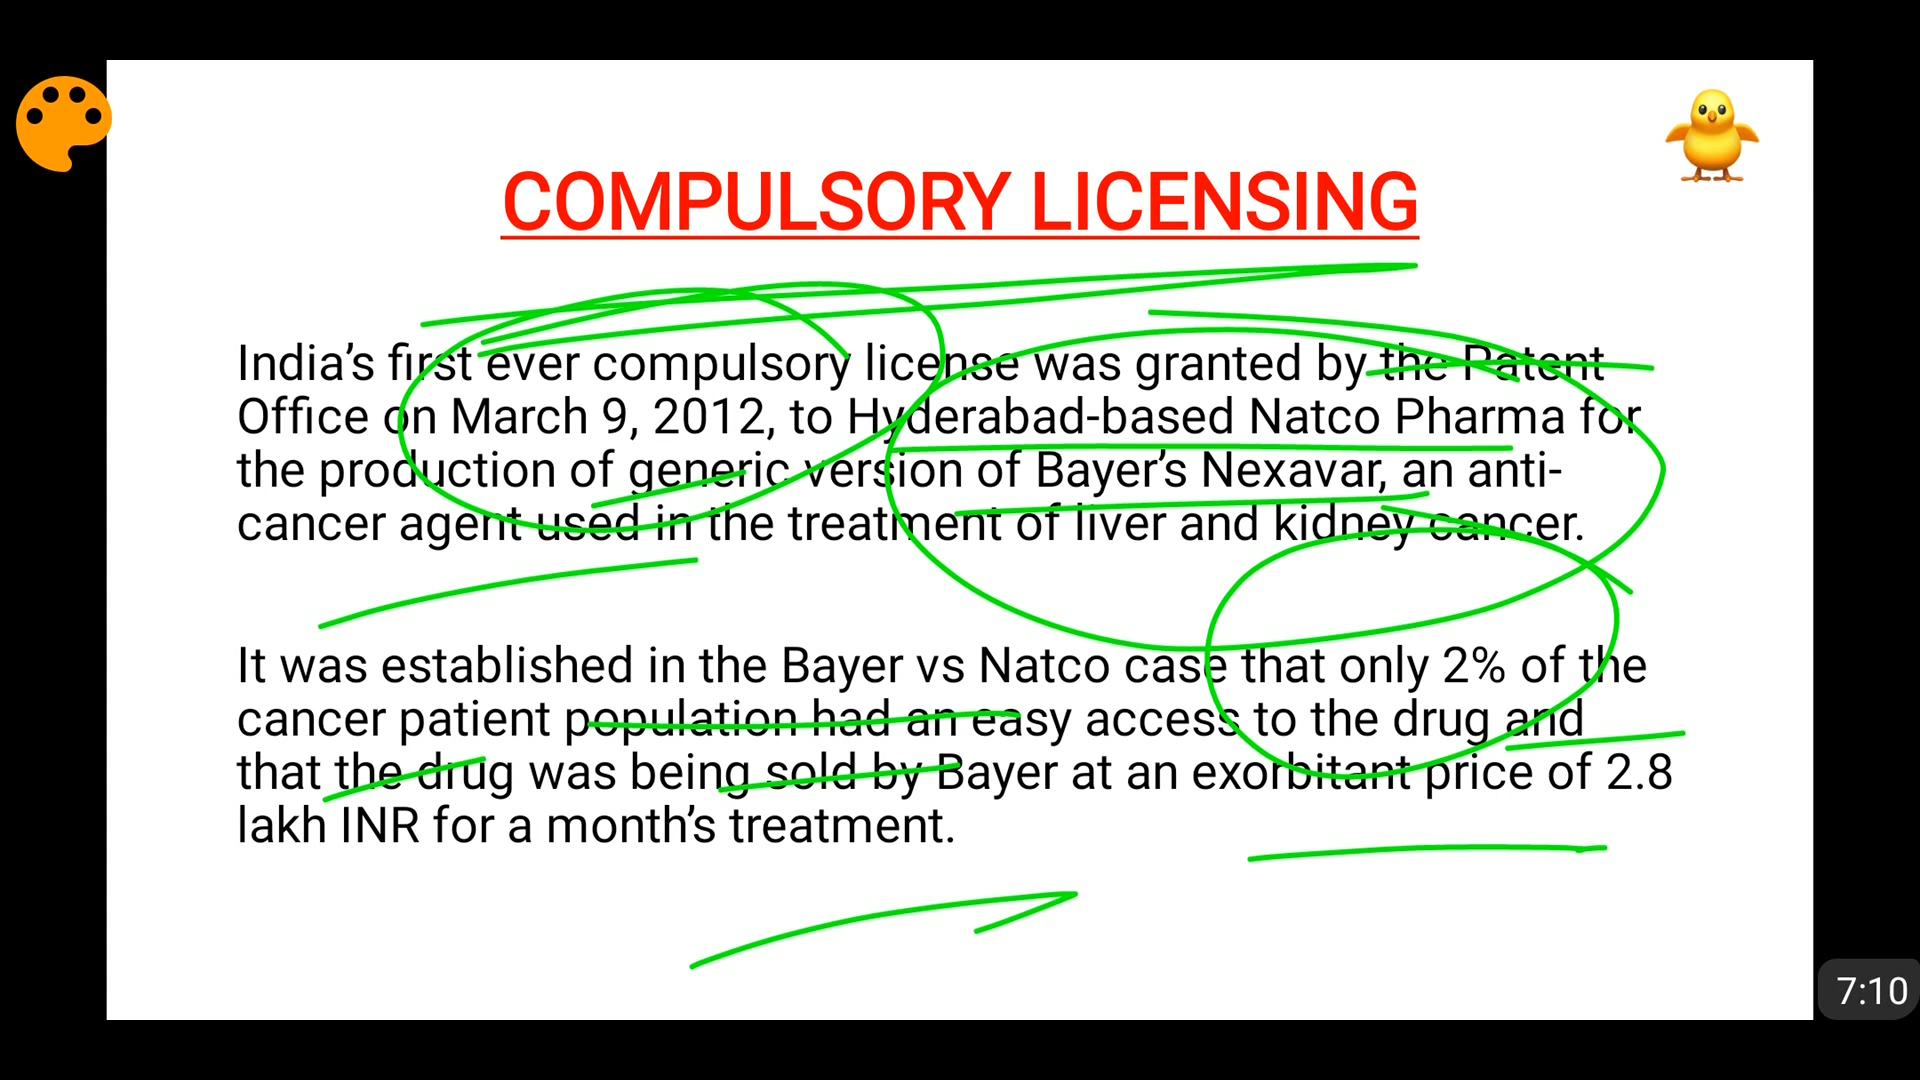 COMPULSORY LICENSING
India’s first ever compulsory license was granted by the Patent
Office on March 9, 2012, to Hyderabad-based Natco Pharma for
the production of generic version of Bayer’s Nexavar, an anti-
cancer agent used in the treatment of liver and kidney cancer.
It was established in the Bayer vs Natco case that only 2% of the
cancer patient population had an easy access to the drug and
that the drug was being sold by Bayer at an exorbitant price of 2.8
lakh INR for a month’s treatment.
7:10